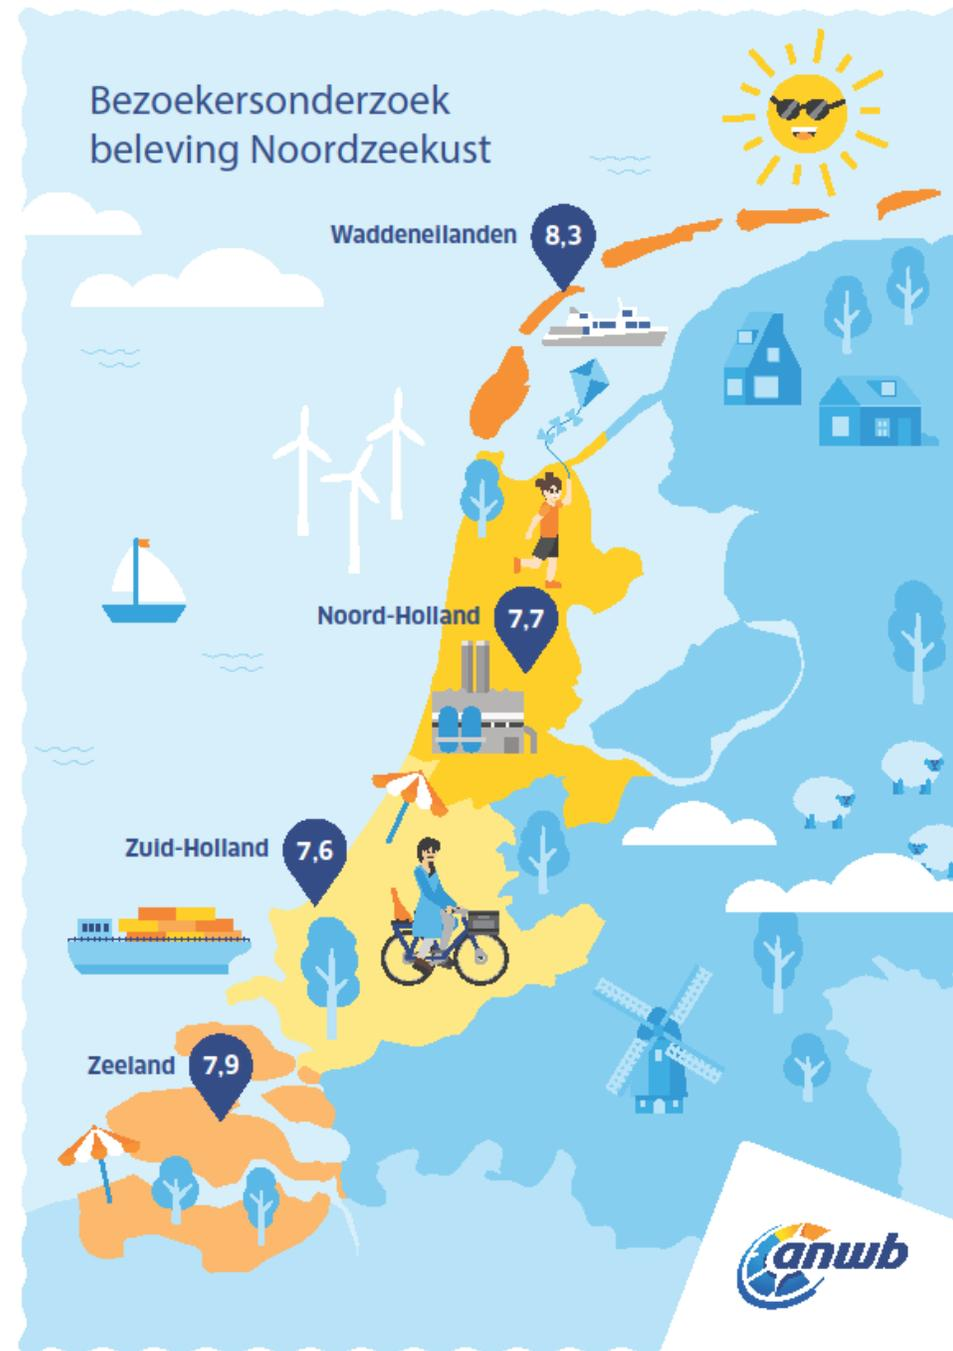 Bezoekersonderzoek
beleving Noordzeekust
Waddeneilanden 8,3
Noord-Holland 7,7
Zuid-Holland 7,6
Zeeland 7,9
anwb